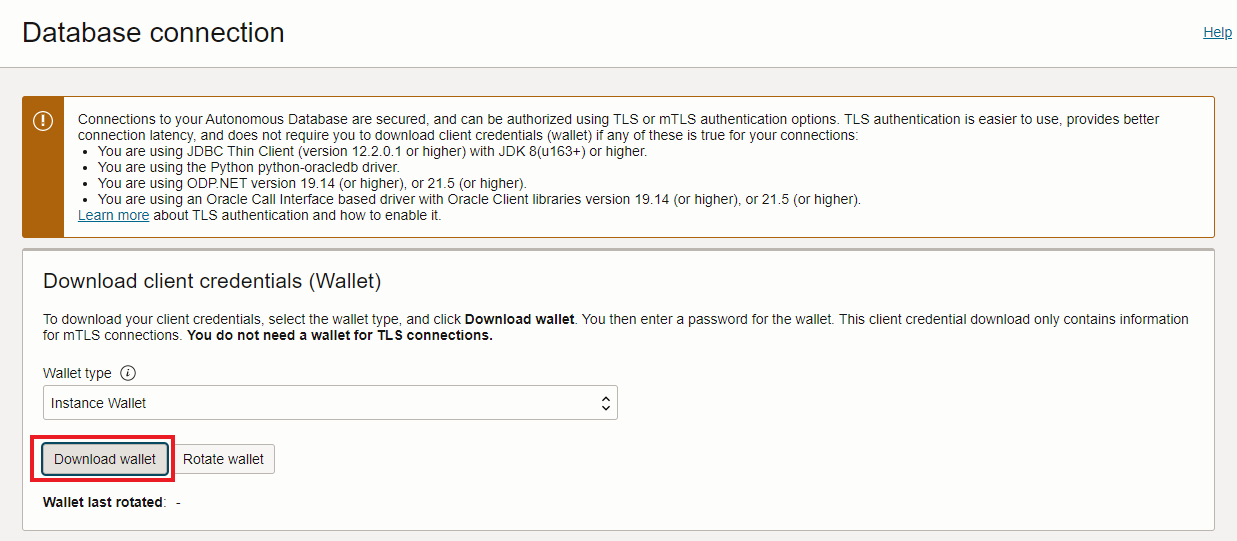 Database connection
Help
Connections to your Autonomous Database are secured, and can be authorized using TLS or mTLS authentication options. TLS authentication is easier to use, provides better
connection latency, and does not require you to download client credentials (wallet) if any of these is true for your connections:
• You are using JDBC Thin Client (version 12.2.0.1 or higher) with JDK 8(u163+) or higher.
• You are using the Python python-oracledb driver.
• You are using ODP.NET version 19.14 (or higher), or 21.5 (or higher).
• You are using an Oracle Call Interface based driver with Oracle Client libraries version 19.14 (or higher), or 21.5 (or higher).
Learn more about TLS authentication and how to enable it.
Download client credentials (Wallet)
To download your client credentials, select the wallet type, and click Download wallet. You then enter a password for the wallet. This client credential download only contains information
for mTLS connections. You do not need a wallet for TLS connections.
Wallet type
Instance Wallet
Download wallet Rotate wallet
Wallet last rotated: -